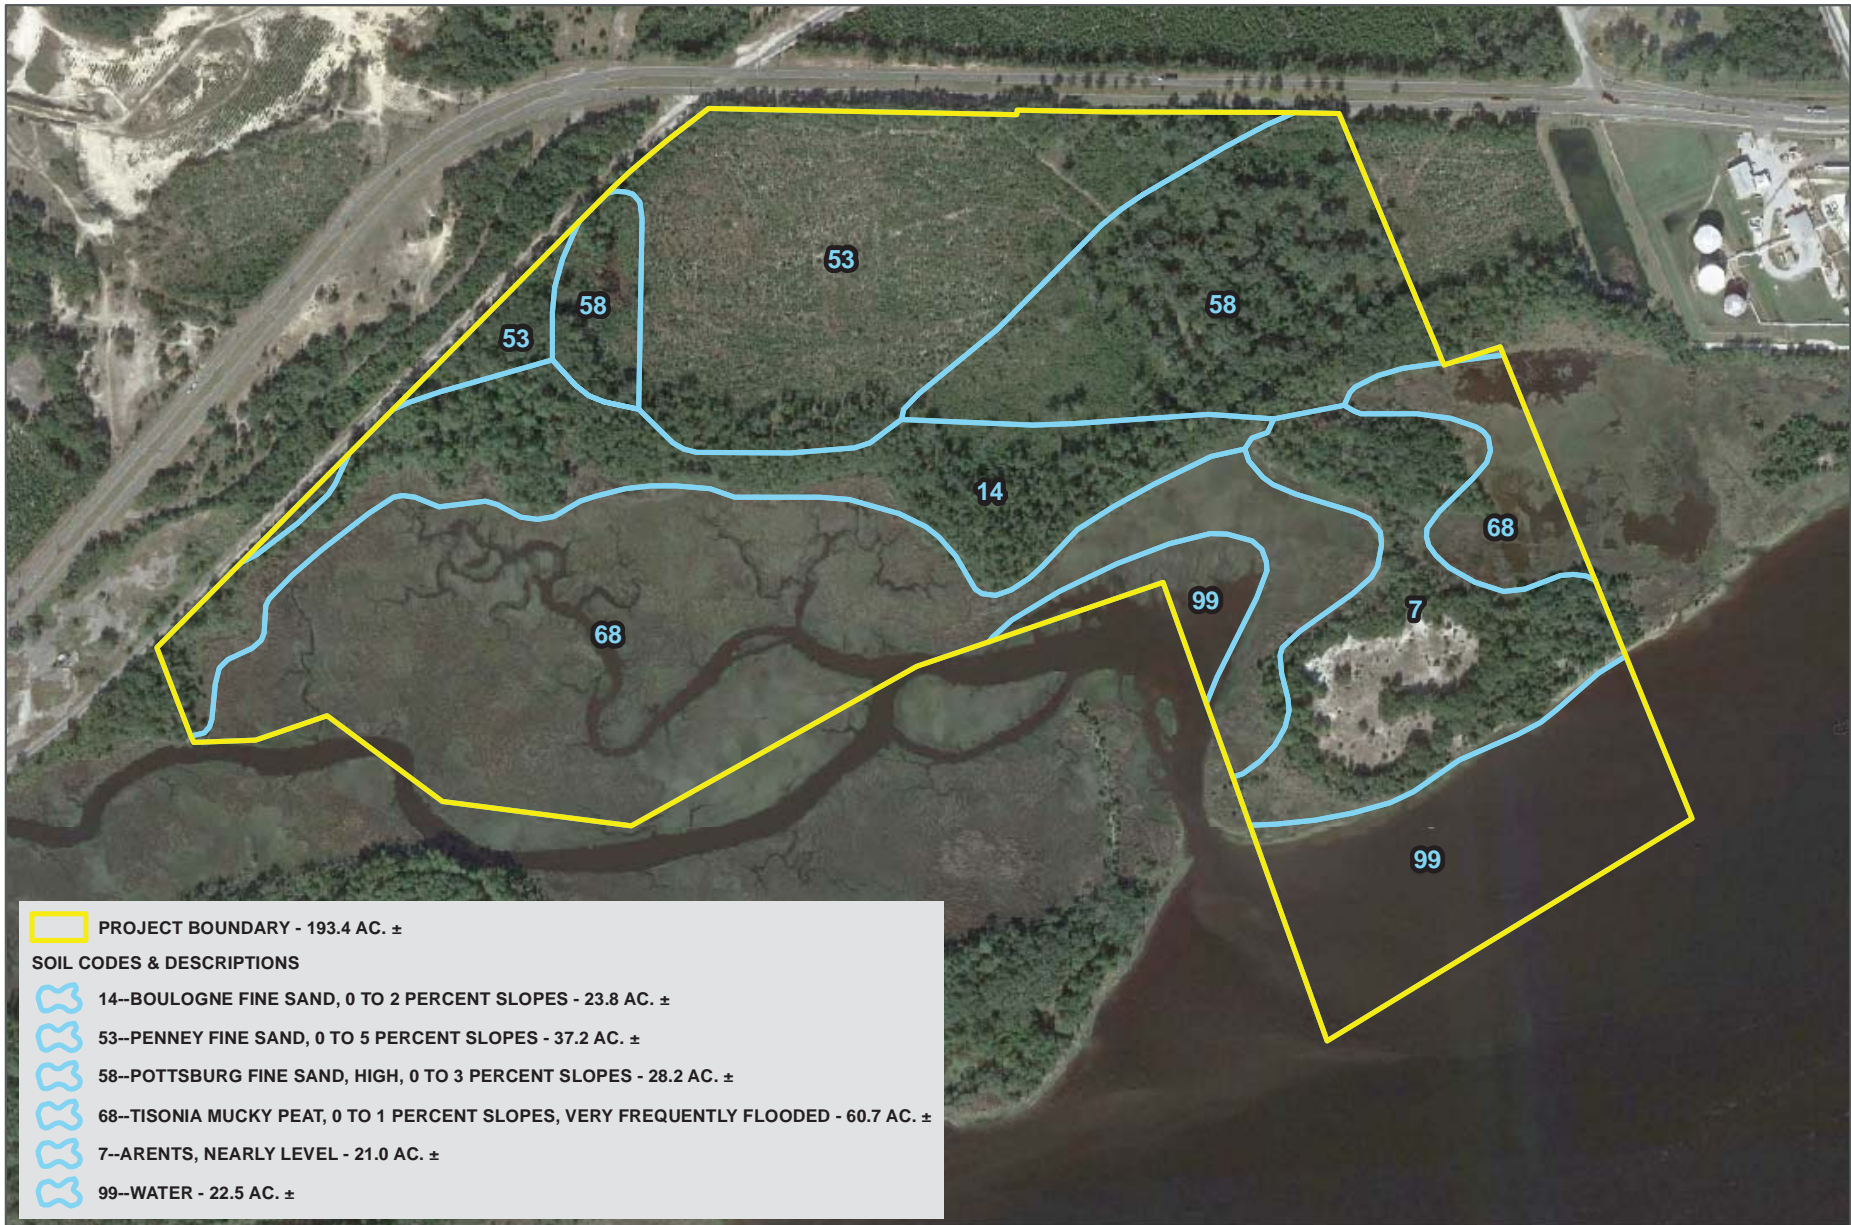 53
58
58
53
14
68
99
7
68
99
PROJECT BOUNDARY - 193.4 AC. ±
SOIL CODES & DESCRIPTIONS
14--BOULOGNE FINE SAND, 0 TO 2 PERCENT SLOPES - 23.8 AC. ±
53--PENNEY FINE SAND, 0 TO 5 PERCENT SLOPES - 37.2 AC. ±
58--POTTSBURG FINE SAND, HIGH, 0 TO 3 PERCENT SLOPES - 28.2 AC. ±
68--TISONIA MUCKY PEAT, 0 TO 1 PERCENT SLOPES, VERY FREQUENTLY FLOODED - 60.7 AC. ±
7--ARENTS, NEARLY LEVEL - 21.0 AC. ±
99--WATER - 22.5 AC. ±